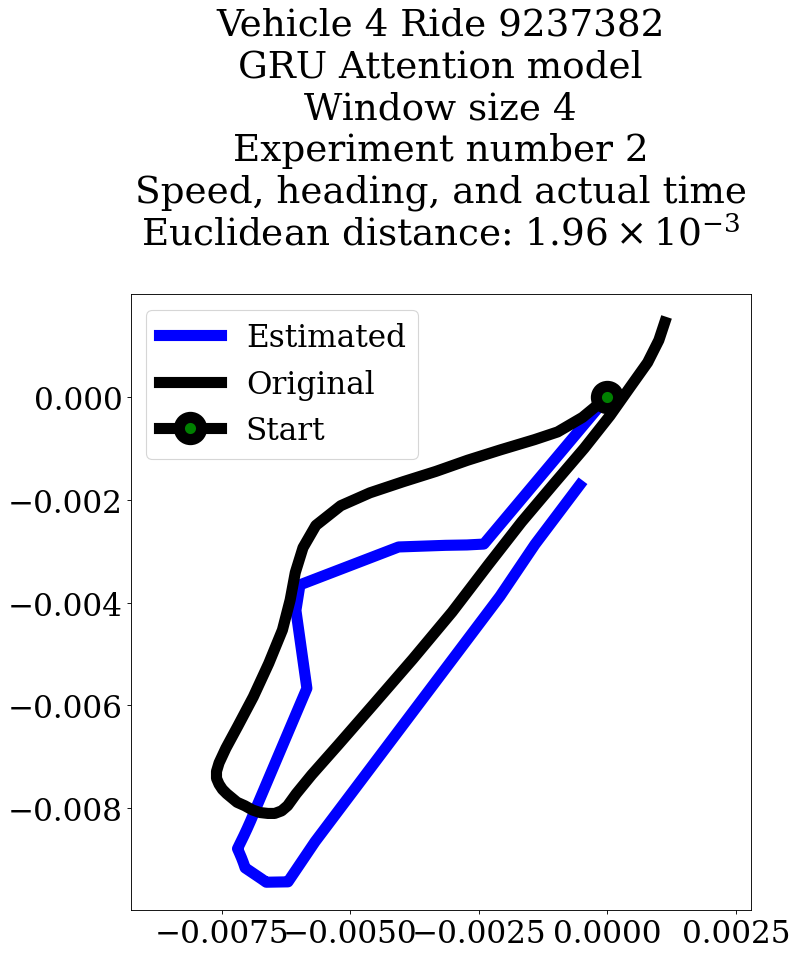 Vehicle 4 Ride 9237382
GRU Attention model
Window size 4
Experiment number 2
Speed, heading, and actual time
Euclidean distance: 1.96 × 10⁻³
Estimated
Original
Start
0.000
−0.002
−0.004
−0.006
−0.008
−0.0075 −0.0050 −0.0025 0.0000 0.0025